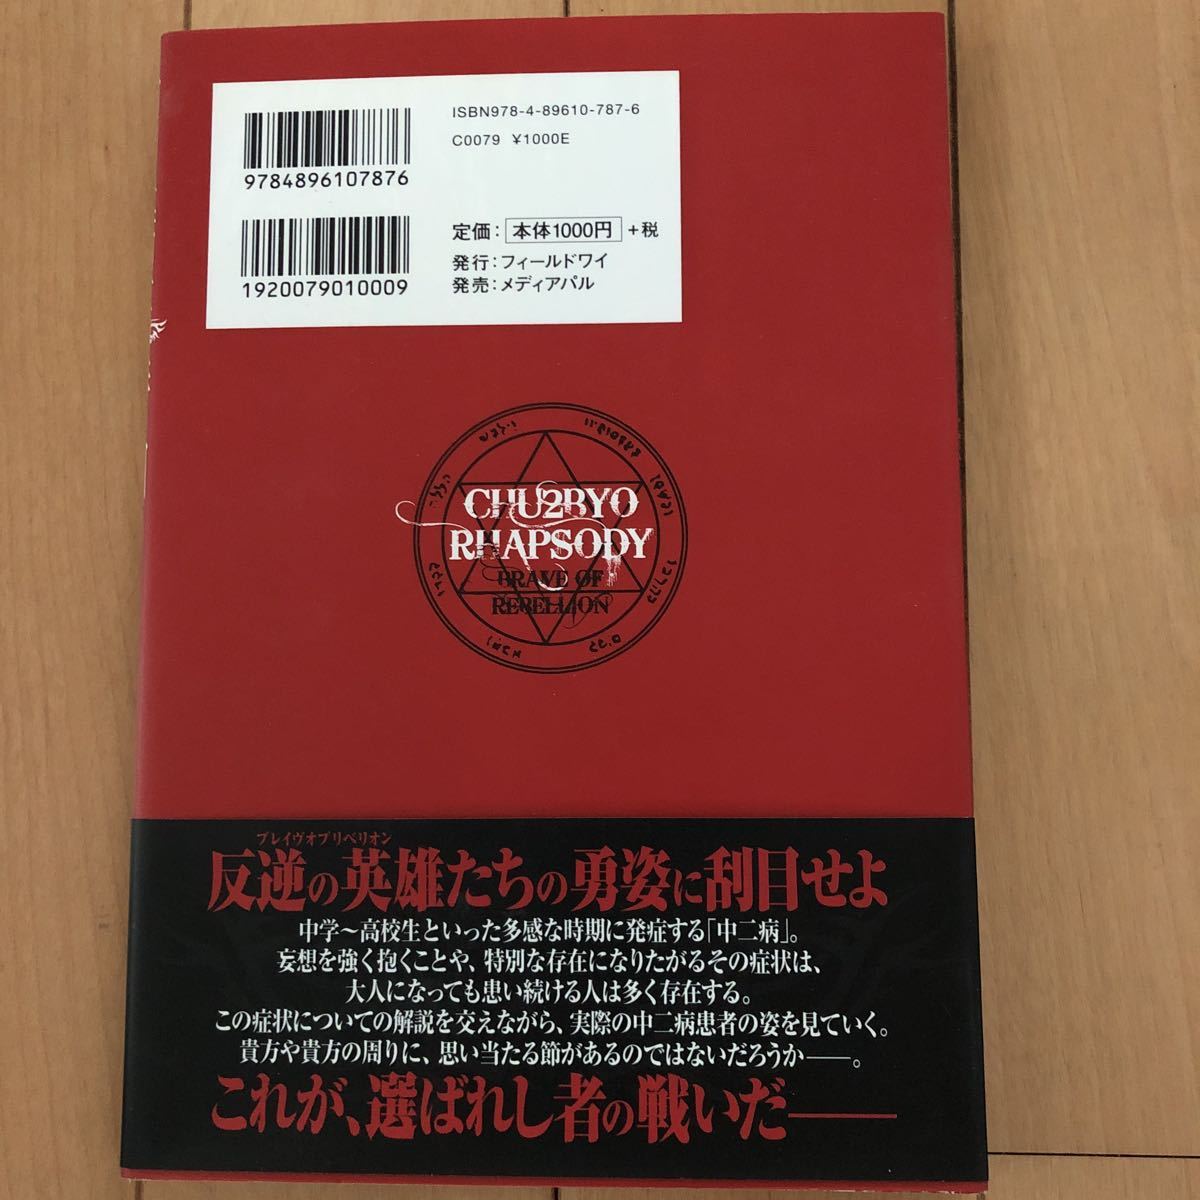 ISBN978-4-89610-787-6
C0079 ¥1000E
9784896107876
1920079010009
定価: 本体1000円 +税
発行:フィールドワイ
発売:メディアパル
CHU2BYO
RHAPSODY
BRAVE OF
REBELLION
ブレイヴオブリベリオン
反逆の英雄たちの勇姿に刮目せよ
中学～高校生といった多感な時期に発症する「中二病」。
妄想を強く抱くことや、特別な存在になりたがるその症状は、
大人になっても患い続ける人は多く存在する。
この症状についての解説を交えながら、実際の中二病患者の姿を見ていく。
貴方や貴方の周りに、思い当たる節があるのではないだろうか――。
これが、選ばれし者の戦いだ――